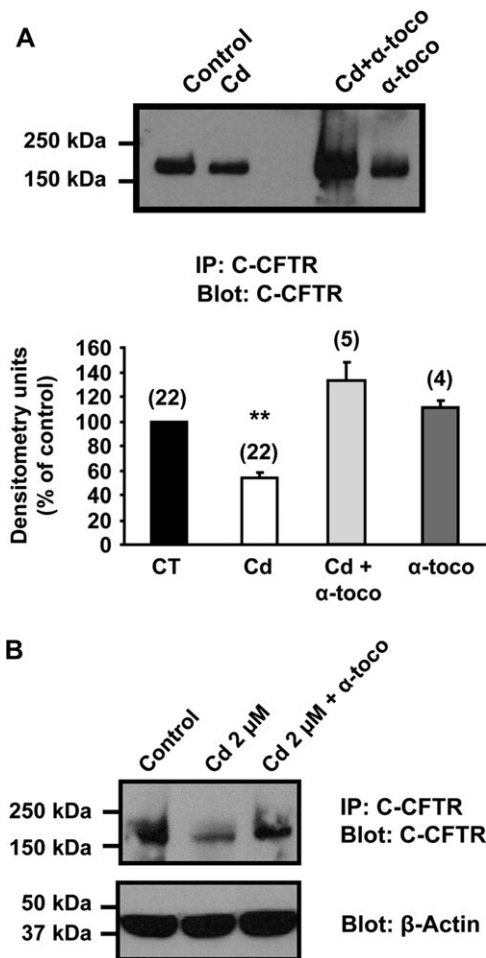 A
Control
Cd
Cd+α-toco
α-toco
250 kDa
150 kDa
IP: C-CFTR
Blot: C-CFTR
Densitometry units
(% of control)
160
140
120
100
80
60
40
20
0
(22)
**
(22)
(5)
(4)
CT
Cd
Cd +
α-toco
α-toco
B
Control
Cd 2 µM
Cd 2 µM + α-toco
250 kDa
150 kDa
IP: C-CFTR
Blot: C-CFTR
50 kDa
37 kDa
Blot: β-Actin